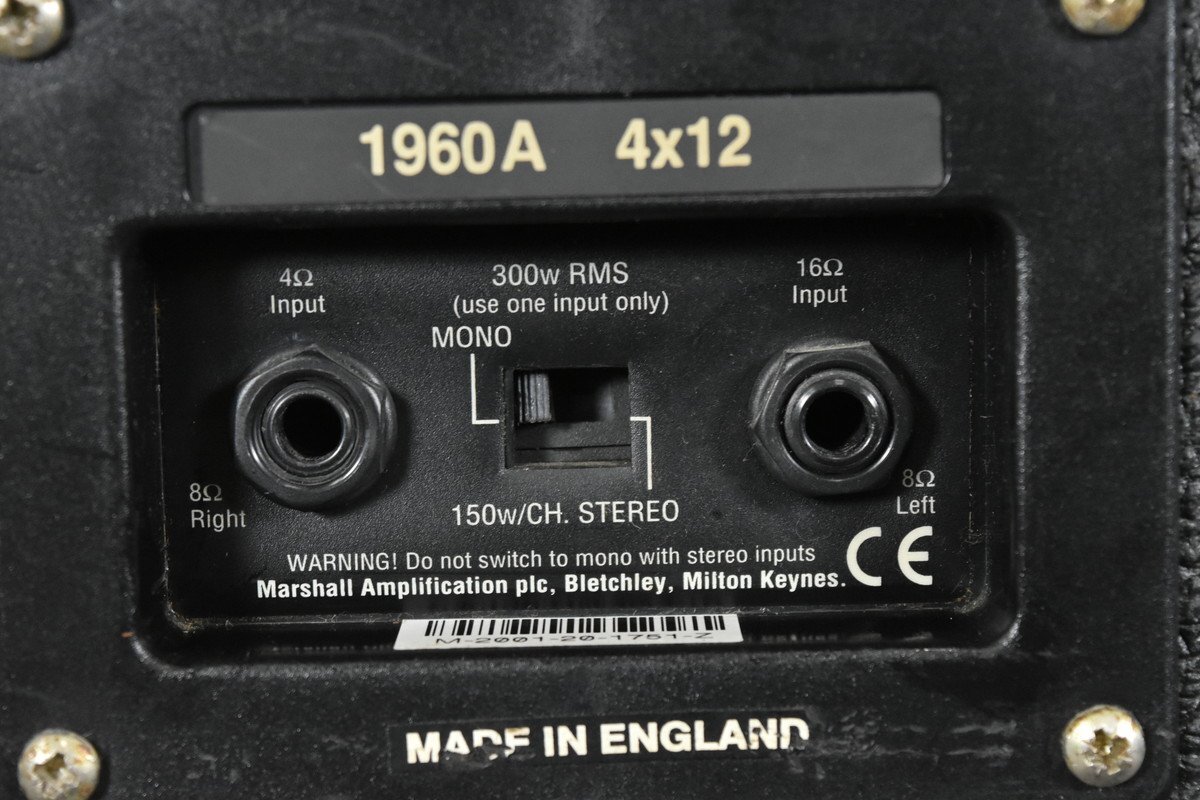 1960A 4x12
4Ω
Input
300w RMS
(use one input only)
16Ω
Input
MONO
8Ω
Right
150w/CH. STEREO
8Ω
Left
WARNING! Do not switch to mono with stereo inputs
Marshall Amplification plc, Bletchley, Milton Keynes.
CE
M-2001-20-1751-Z
MADE IN ENGLAND